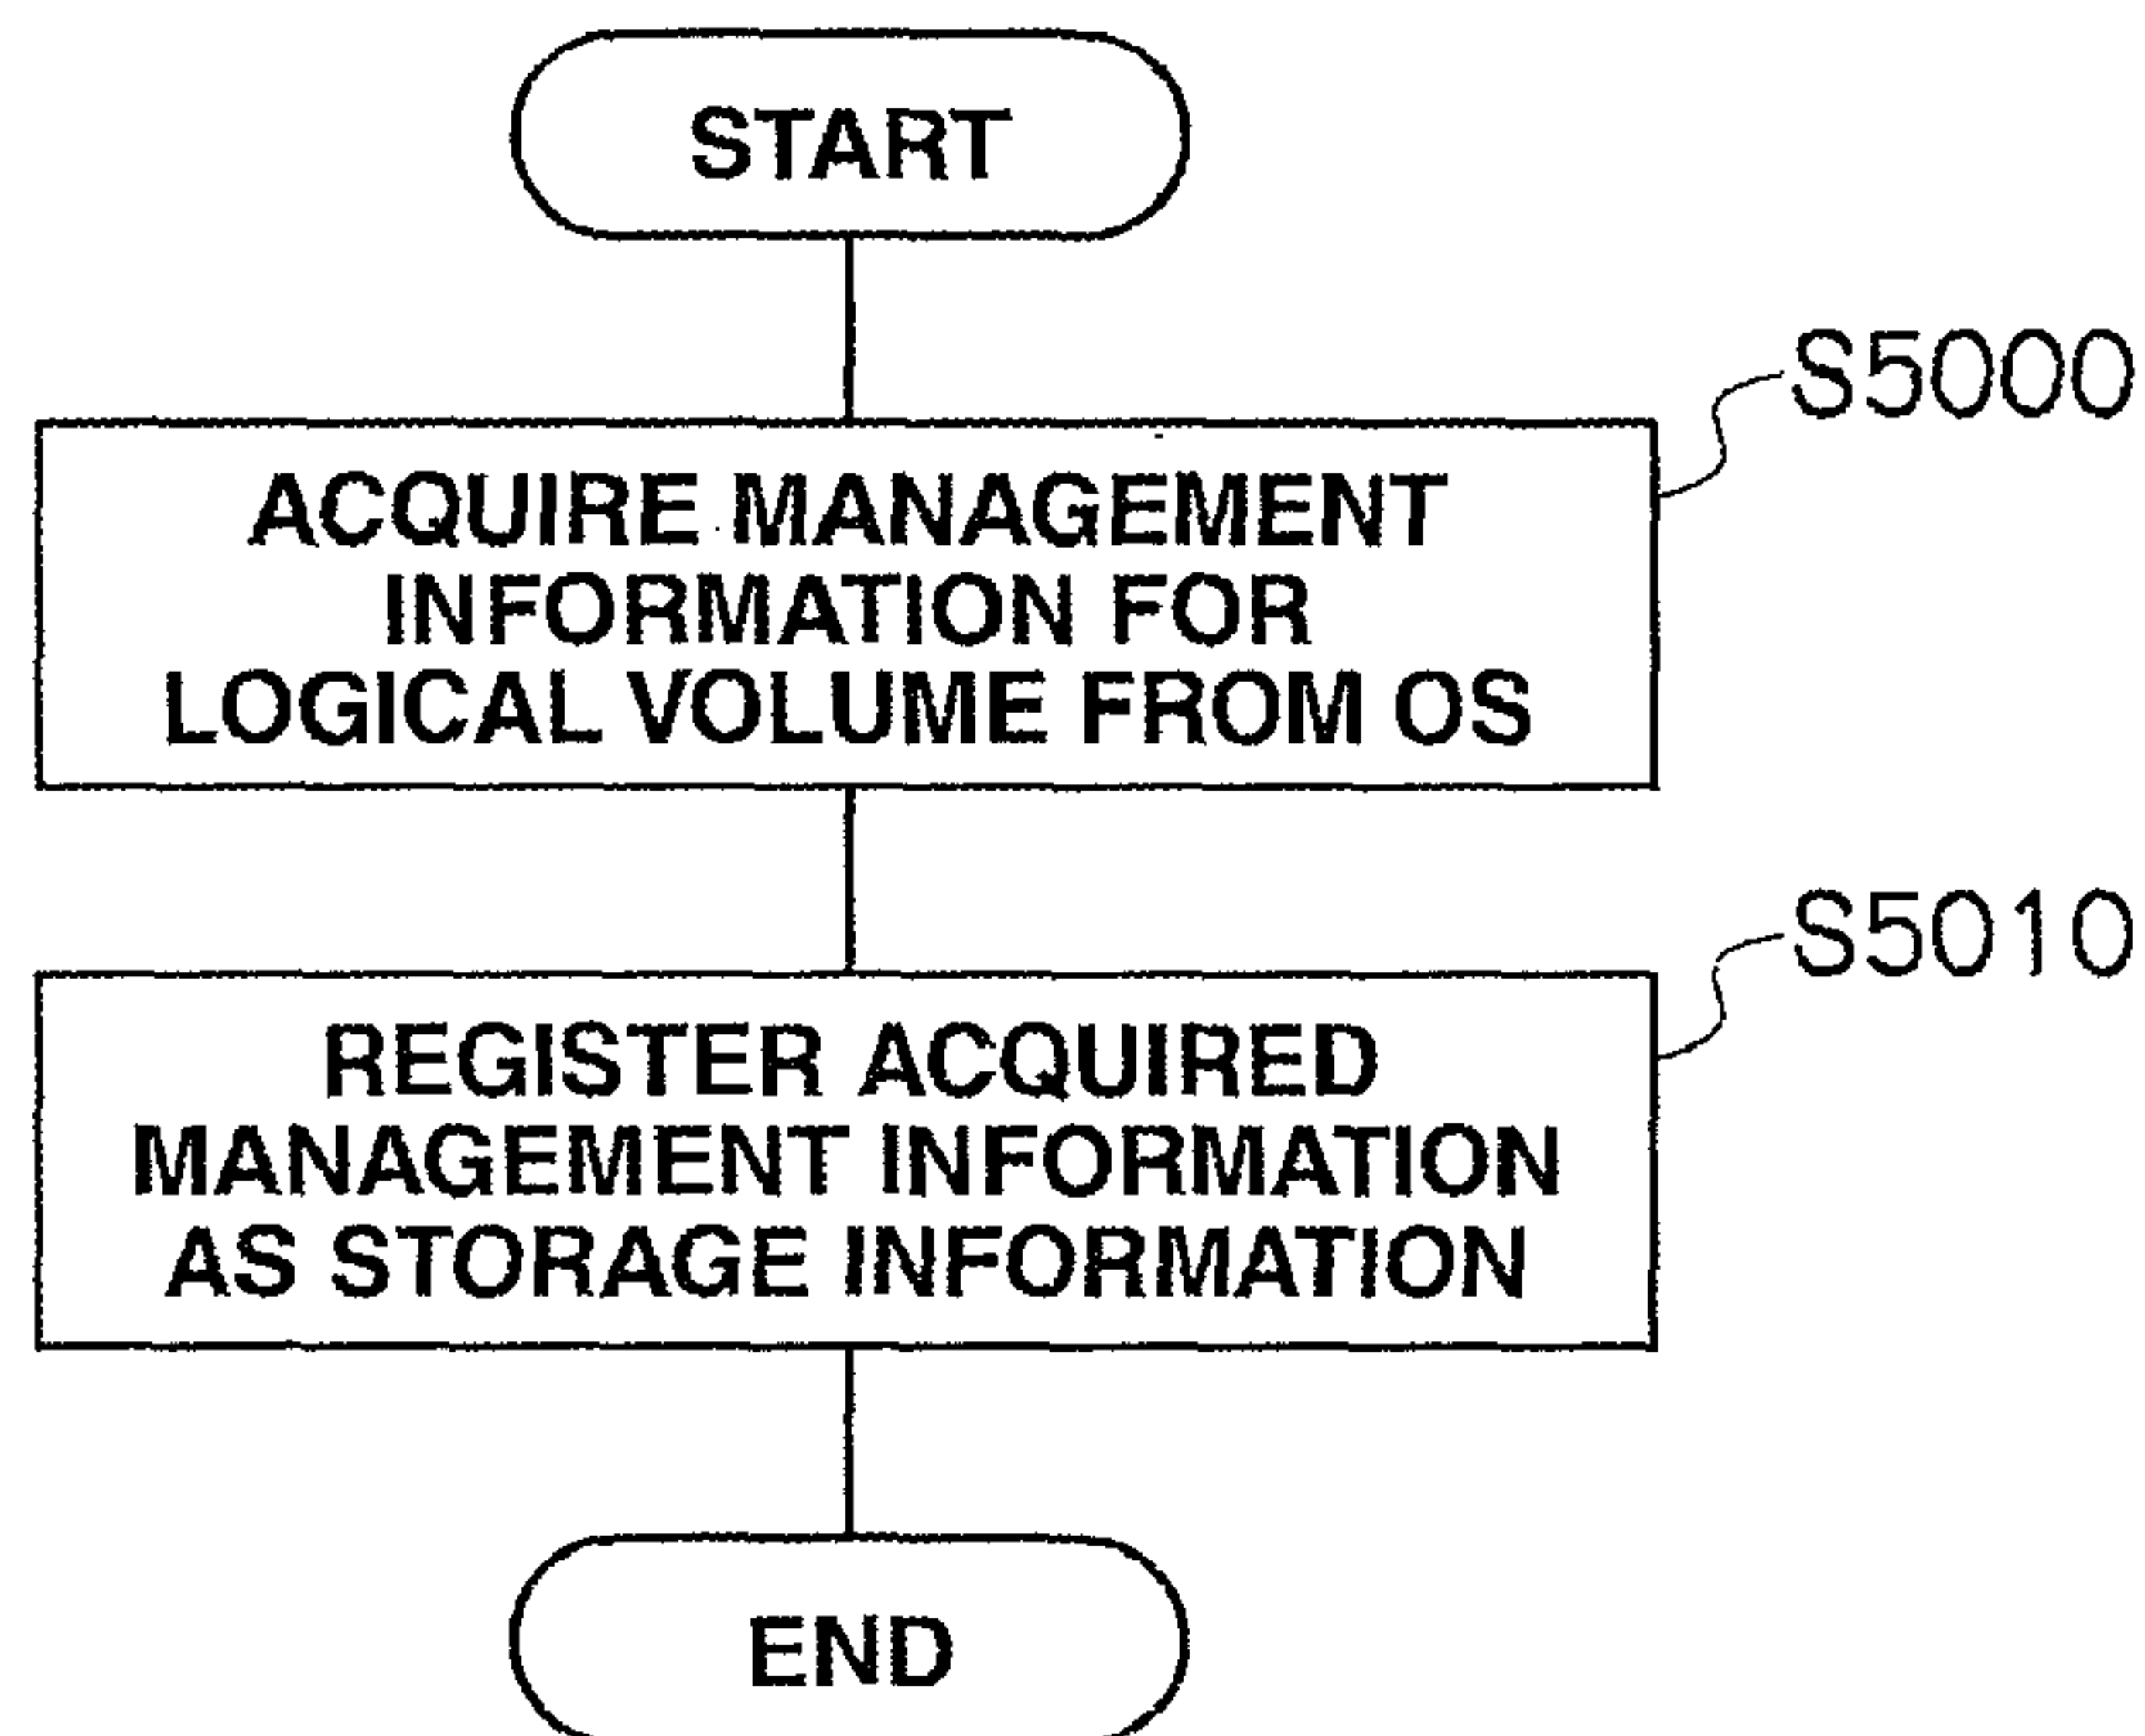 START
S5000
ACQUIRE MANAGEMENT
INFORMATION FOR
LOGICAL VOLUME FROM OS
S5010
REGISTER ACQUIRED
MANAGEMENT INFORMATION
AS STORAGE INFORMATION
END